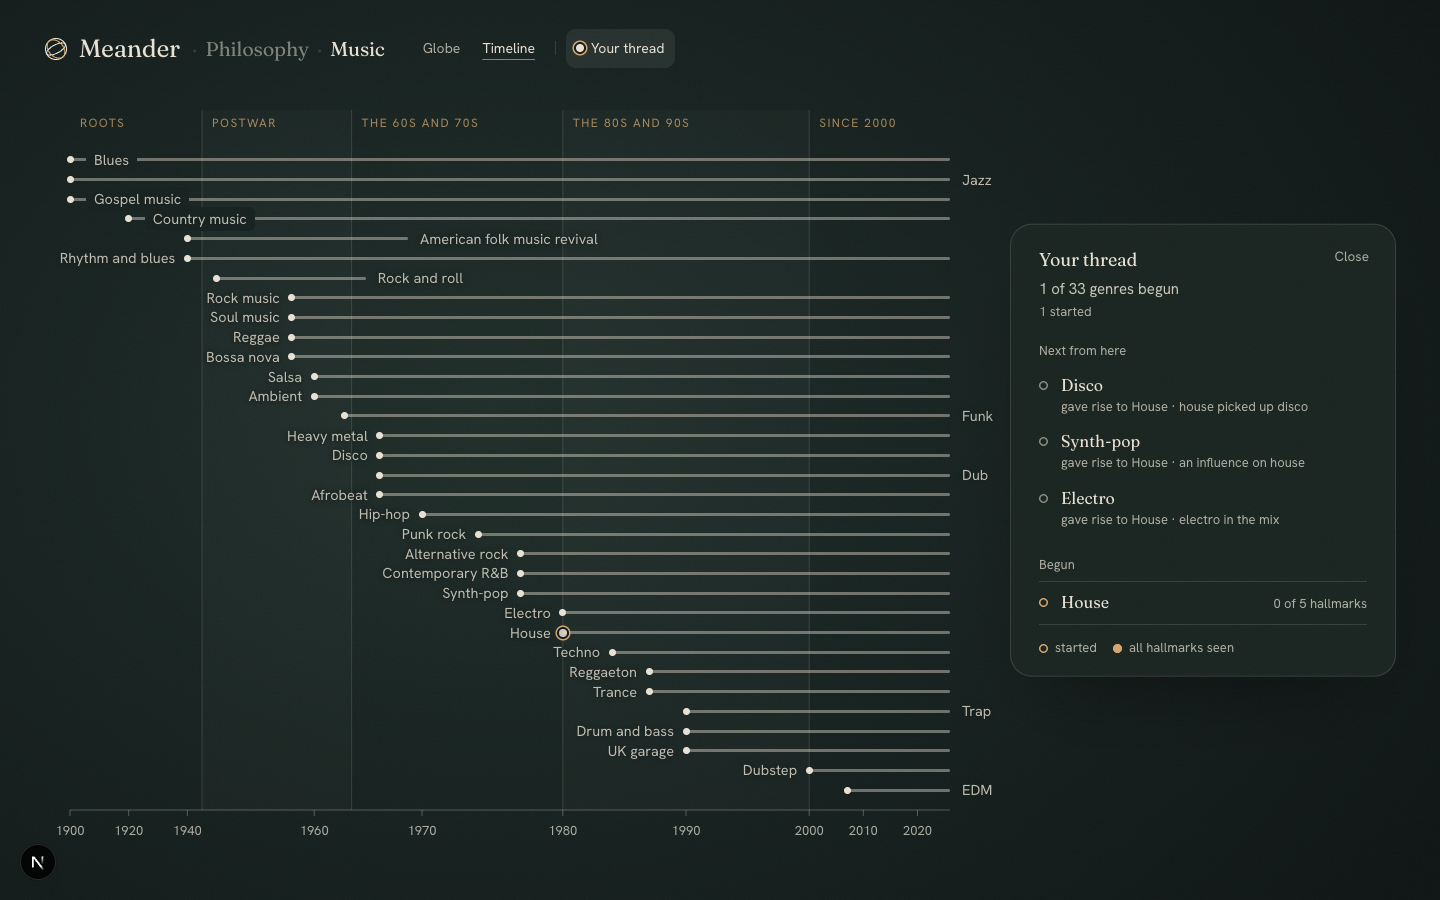 Meander · Philosophy · Music Globe Timeline Your thread
ROOTS POSTWAR THE 60S AND 70S THE 80S AND 90S SINCE 2000
Blues
Jazz
Gospel music
Country music
American folk music revival
Rhythm and blues
Rock and roll
Rock music
Soul music
Reggae
Bossa nova
Salsa
Ambient
Funk
Heavy metal
Disco
Dub
Afrobeat
Hip-hop
Punk rock
Alternative rock
Contemporary R&B
Synth-pop
Electro
House
Techno
Reggaeton
Trance
Trap
Drum and bass
UK garage
Dubstep
EDM
1900 1920 1940 1960 1970 1980 1990 2000 2010 2020
Your thread Close
1 of 33 genres begun
1 started
Next from here
Disco
gave rise to House · house picked up disco
Synth-pop
gave rise to House · an influence on house
Electro
gave rise to House · electro in the mix
Begun
House 0 of 5 hallmarks
started all hallmarks seen
N